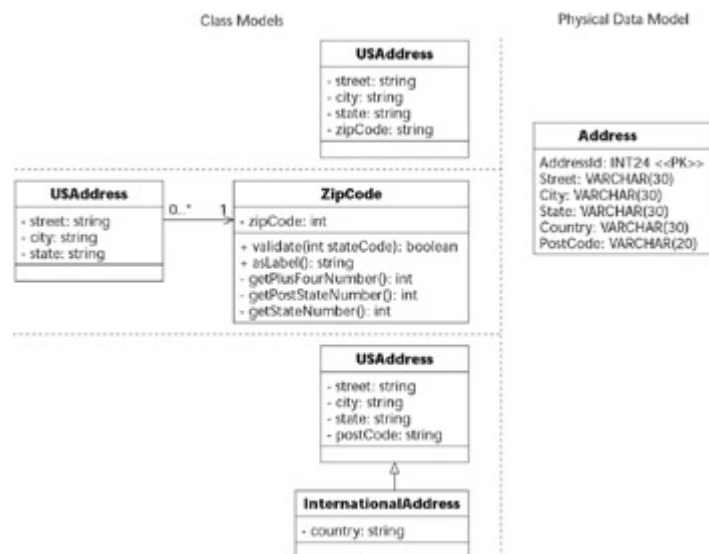 Class Models
Physical Data Model
USAddress
- street: string
- city: string
- state: string
- zipCode: string
Address
AddressId: INT24 <<PK>>
Street: VARCHAR(30)
City: VARCHAR(30)
State: VARCHAR(30)
Country: VARCHAR(30)
PostCode: VARCHAR(20)
USAddress
- street: string
- city: string
- state: string
0..*
1
ZipCode
- zipCode: int
+ validate(int stateCode): boolean
+ asLabel(): string
- getPlusFourNumber(): int
- getPostStateNumber(): int
- getStateNumber(): int
USAddress
- street: string
- city: string
- state: string
- postCode: string
InternationalAddress
- country: string